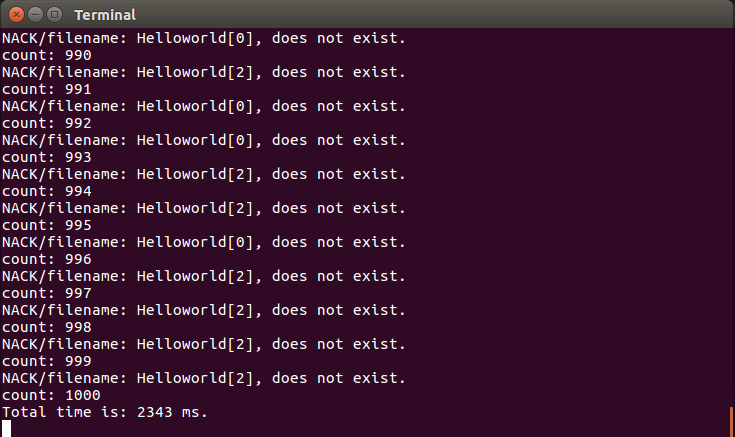 Terminal
NACK/filename: Helloworld[0], does not exist.
count: 990
NACK/filename: Helloworld[2], does not exist.
count: 991
NACK/filename: Helloworld[0], does not exist.
count: 992
NACK/filename: Helloworld[0], does not exist.
count: 993
NACK/filename: Helloworld[2], does not exist.
count: 994
NACK/filename: Helloworld[2], does not exist.
count: 995
NACK/filename: Helloworld[0], does not exist.
count: 996
NACK/filename: Helloworld[2], does not exist.
count: 997
NACK/filename: Helloworld[2], does not exist.
count: 998
NACK/filename: Helloworld[2], does not exist.
count: 999
NACK/filename: Helloworld[2], does not exist.
count: 1000
Total time is: 2343 ms.